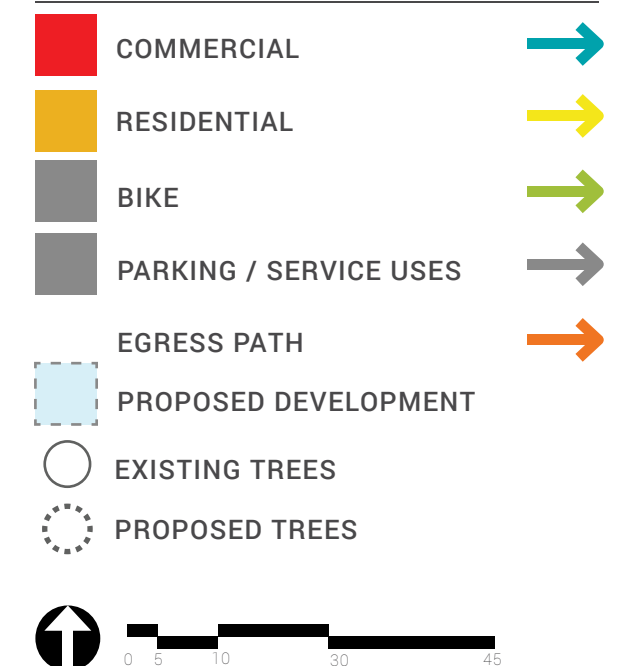 COMMERCIAL
RESIDENTIAL
BIKE
PARKING / SERVICE USES
EGRESS PATH
PROPOSED DEVELOPMENT
EXISTING TREES
PROPOSED TREES
0 5 10 30 45